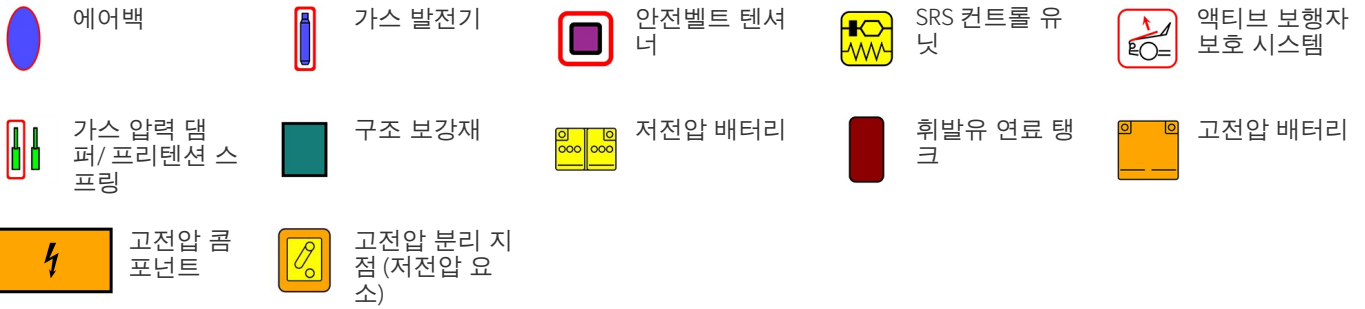 에어백
가스 발전기
안전벨트 텐셔
너
SRS 컨트롤 유
닛
액티브 보행자
보호 시스템
가스 압력 댐
퍼/ 프리텐션 스
프링
구조 보강재
저전압 배터리
휘발유 연료 탱
크
고전압 배터리
고전압 콤
포넌트
고전압 분리 지
점 (저전압 요
소)